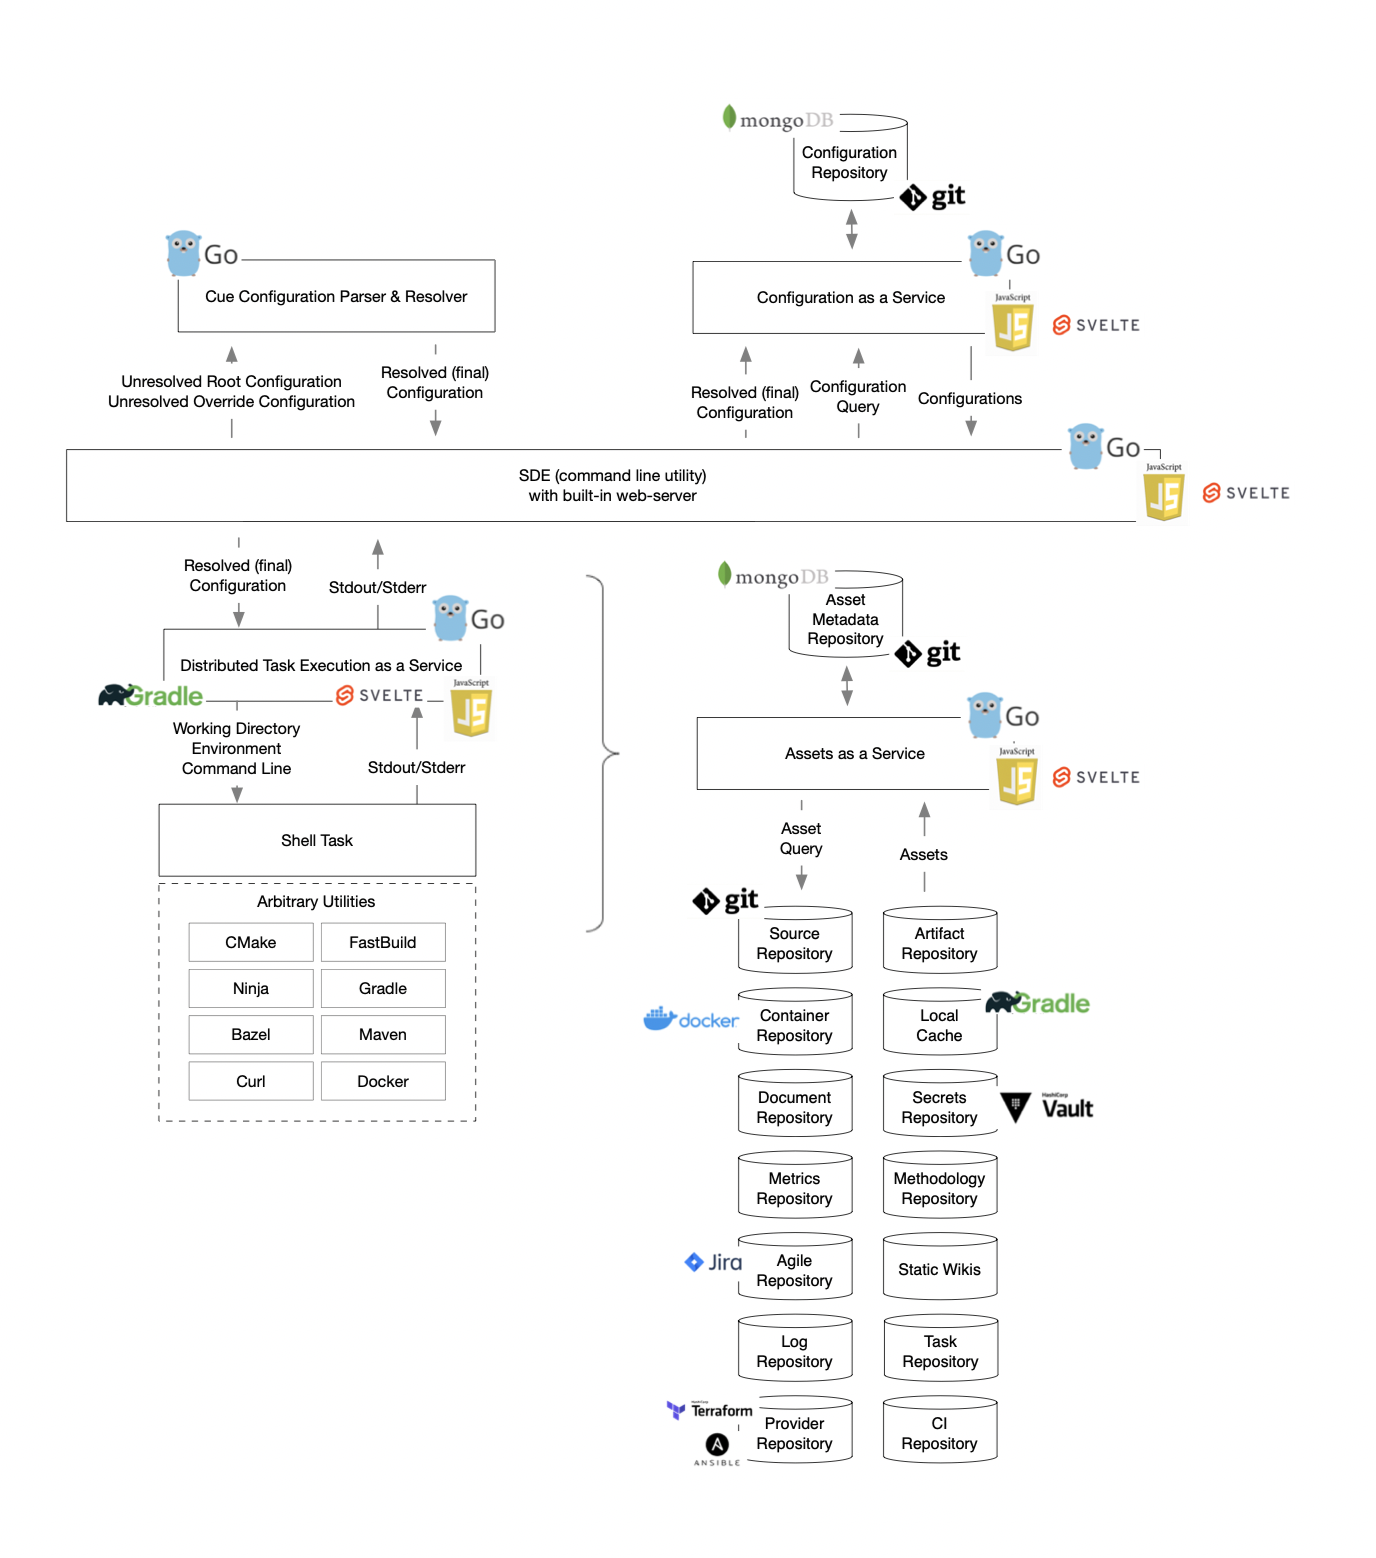 mongoDB
Configuration
Repository
git
Go
Cue Configuration Parser & Resolver
Go
Configuration as a Service
JavaScript
JS
SVELTE
Unresolved Root Configuration
Unresolved Override Configuration
Resolved (final)
Configuration
Resolved (final)
Configuration
Configuration
Query
Configurations
Go
SDE (command line utility)
with built-in web-server
JavaScript
JS
SVELTE
Resolved (final)
Configuration
Stdout/Stderr
Go
Distributed Task Execution as a Service
Gradle
SVELTE
JavaScript
JS
Working Directory
Environment
Command Line
Stdout/Stderr
Shell Task
Arbitrary Utilities
CMake
FastBuild
Ninja
Gradle
Bazel
Maven
Curl
Docker
mongoDB
Asset
Metadata
Repository
git
Go
Assets as a Service
JavaScript
JS
SVELTE
Asset
Query
Assets
git
Source
Repository
Artifact
Repository
docker
Container
Repository
Local
Cache
Gradle
Document
Repository
Secrets
Repository
HashiCorp
Vault
Metrics
Repository
Methodology
Repository
Jira
Agile
Repository
Static Wikis
Log
Repository
Task
Repository
HashiCorp
Terraform
ANSIBLE
Provider
Repository
CI
Repository